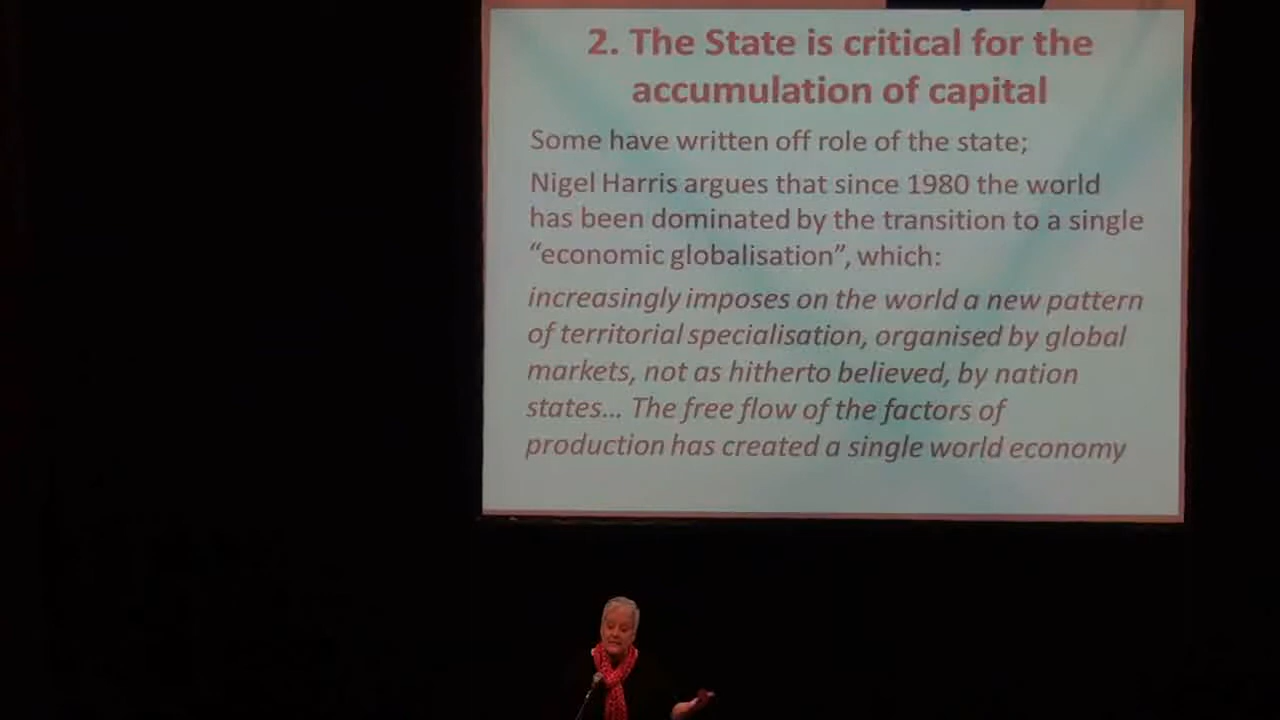 2. The State is critical for the
accumulation of capital
Some have written off role of the state;
Nigel Harris argues that since 1980 the world
has been dominated by the transition to a single
“economic globalisation”, which:
increasingly imposes on the world a new pattern
of territorial specialisation, organised by global
markets, not as hitherto believed, by nation
states... The free flow of the factors of
production has created a single world economy